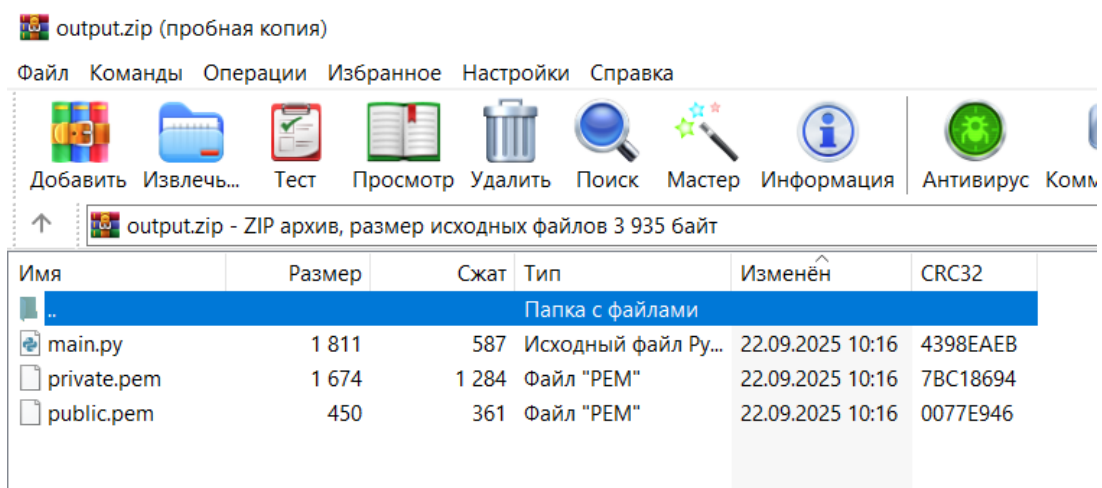 output.zip (пробная копия)
Файл Команды Операции Избранное Настройки Справка
Добавить Извлечь... Тест Просмотр Удалить Поиск Мастер Информация Антивирус Комм
output.zip - ZIP архив, размер исходных файлов 3 935 байт
Имя Размер Сжат Тип Изменён CRC32
.. Папка с файлами
main.py 1 811 587 Исходный файл Py... 22.09.2025 10:16 4398EAEB
private.pem 1 674 1 284 Файл "PEM" 22.09.2025 10:16 7BC18694
public.pem 450 361 Файл "PEM" 22.09.2025 10:16 0077E946